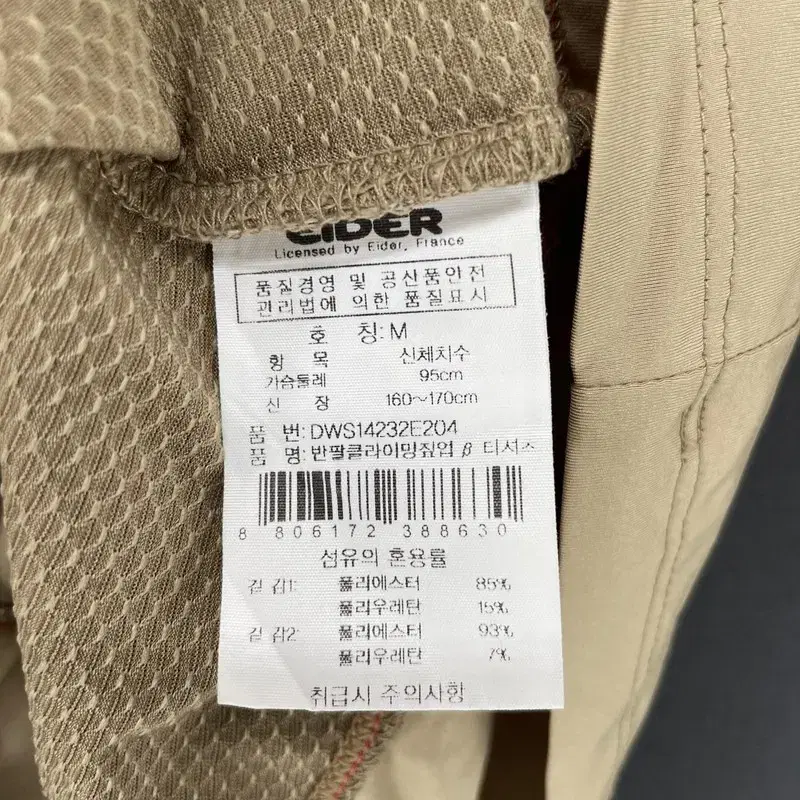 EIDER
Licensed by Eider, France
품질경영 및 공산품안전
관리법에 의한 품질표시
호 칭: M
항 목 신체치수
가슴둘레 95cm
신 장 160~170cm
품 번: DWS14232E204
품 명: 반팔클라이밍짚업 β 티셔츠
8 806172 388630
섬유의 혼용률
겉 감1: 폴리에스터 85%
폴리우레탄 15%
겉 감2: 폴리에스터 93%
폴리우레탄 7%
취급시 주의사항